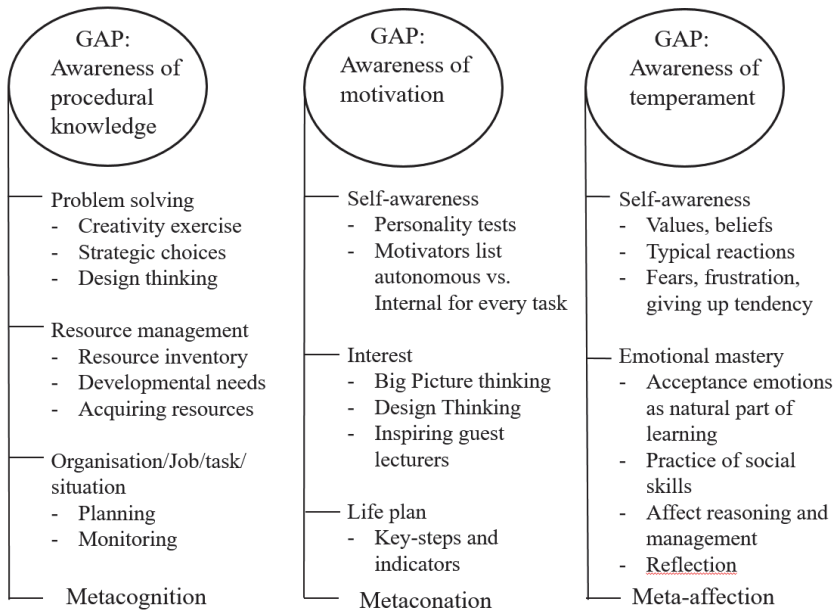 GAP:
Awareness of
procedural
knowledge
Problem solving
- Creativity exercise
- Strategic choices
- Design thinking
Resource management
- Resource inventory
- Developmental needs
- Acquiring resources
Organisation/Job/task/
situation
- Planning
- Monitoring
Metacognition
GAP:
Awareness of
motivation
Self-awareness
- Personality tests
- Motivators list
autonomous vs.
Internal for every task
Interest
- Big Picture thinking
- Design Thinking
- Inspiring guest
lecturers
Life plan
- Key-steps and
indicators
Metaconation
GAP:
Awareness of
temperament
Self-awareness
- Values, beliefs
- Typical reactions
- Fears, frustration,
giving up tendency
Emotional mastery
- Acceptance emotions
as natural part of
learning
- Practice of social
skills
- Affect reasoning and
management
- Reflection
Meta-affection